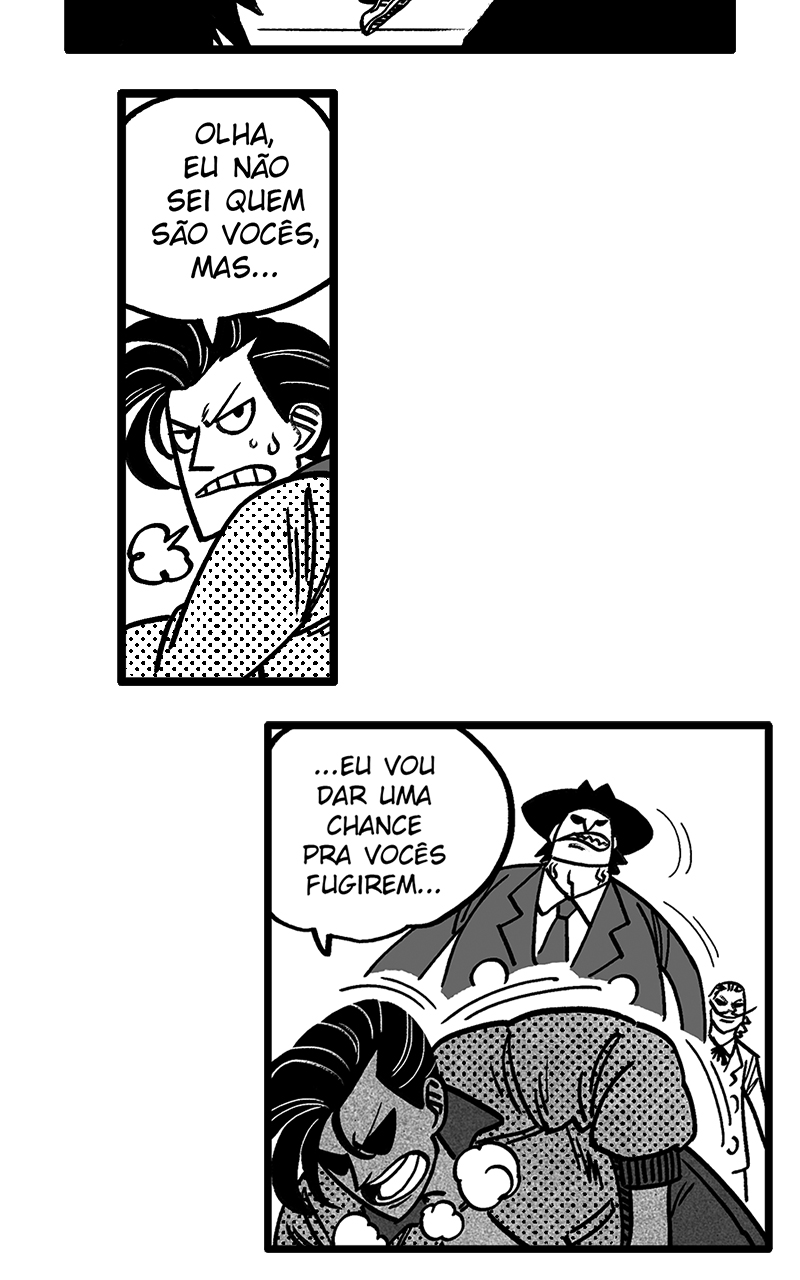 OLHA,
EU NÃO
SEI QUEM
SÃO VOCÊS,
MAS...
...EU VOU
DAR UMA
CHANCE
PRA VOCÊS
FUGIREM...